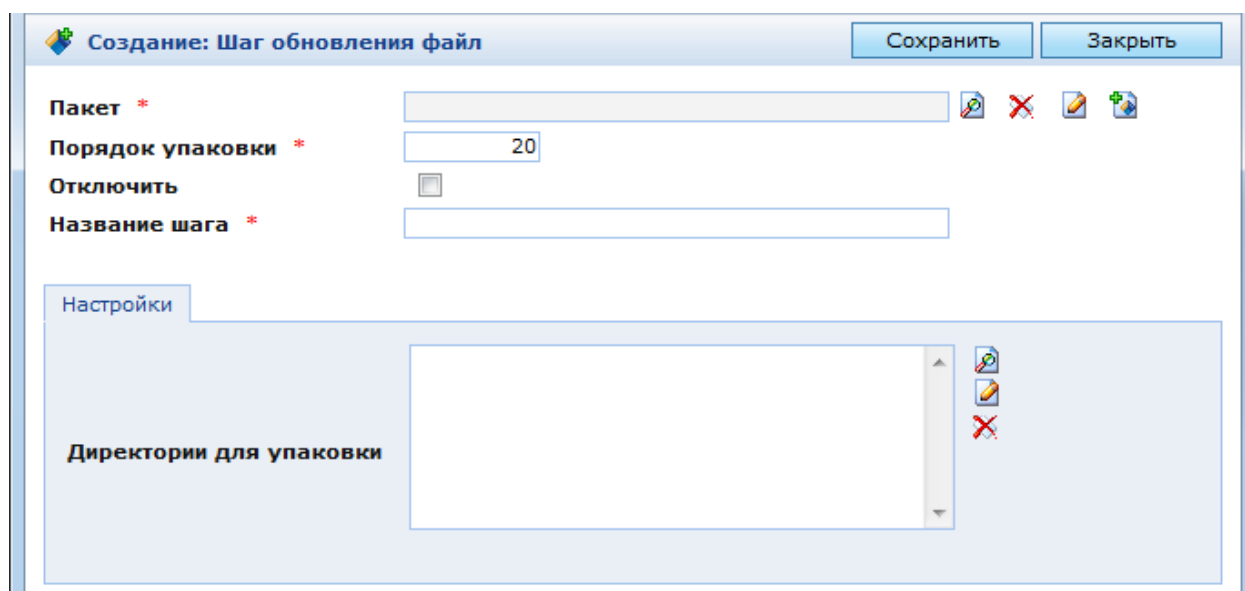 Создание: Шаг обновления файл
Сохранить
Закрыть
Пакет *
Порядок упаковки * 20
Отключить
Название шага *
Настройки
Директории для упаковки